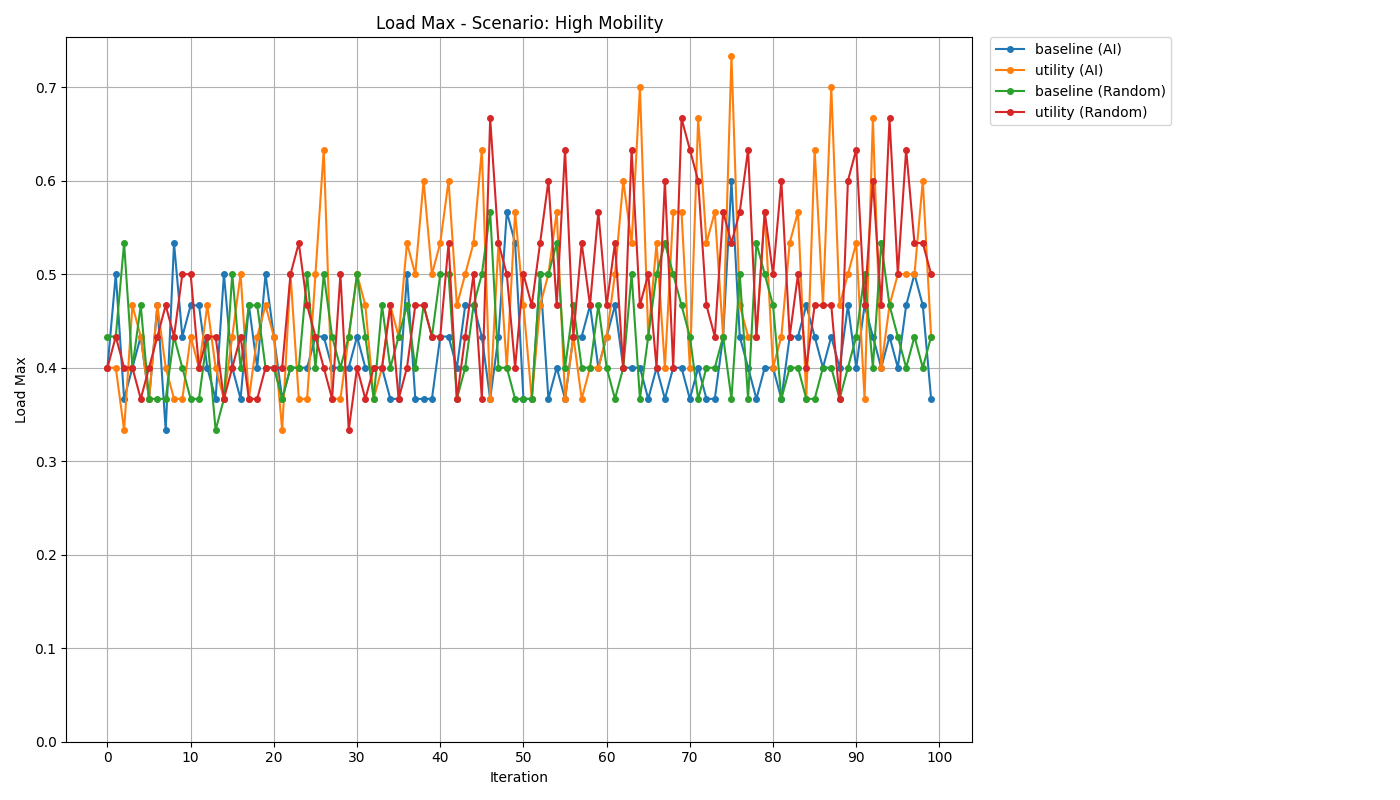 Load Max - Scenario: High Mobility
baseline (AI)
utility (AI)
baseline (Random)
utility (Random)
Load Max
0.7
0.6
0.5
0.4
0.3
0.2
0.1
0.0
0 10 20 30 40 50 60 70 80 90 100
Iteration